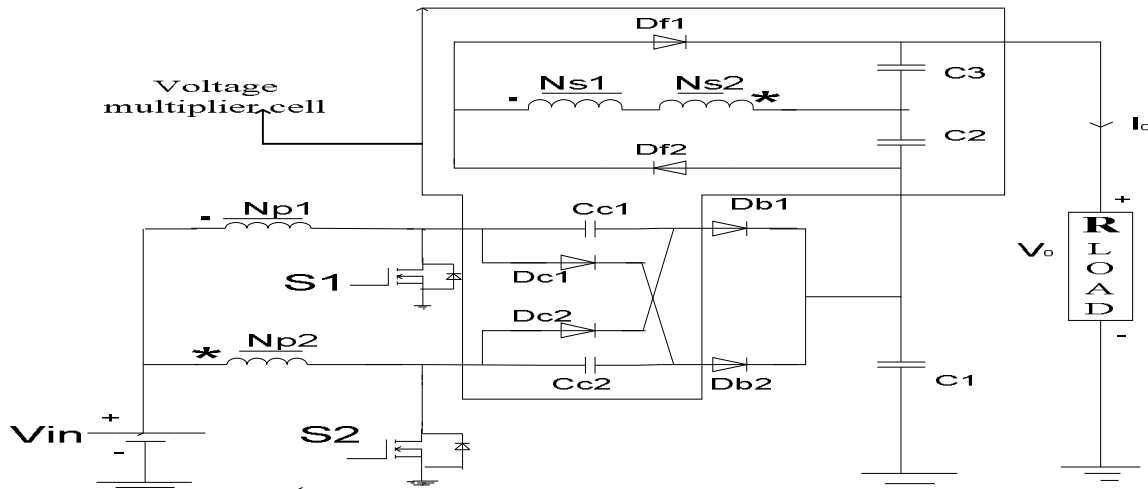 Df1
C3
Voltage
multiplier cell
- Ns1 Ns2 *
Io
C2
Df2
- Np1
Cc1
Db1
+
Vo
R
LOAD
-
S1
Dc1
Dc2
* Np2
Cc2
Db2
C1
+
Vin
-
S2